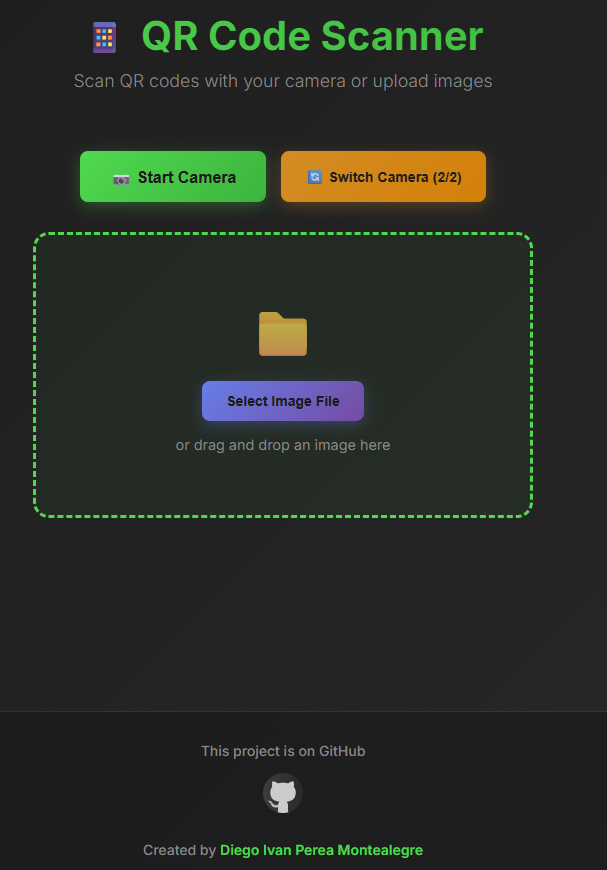 QR Code Scanner
Scan QR codes with your camera or upload images
Start Camera
Switch Camera (2/2)
Select Image File
or drag and drop an image here
This project is on GitHub
Created by Diego Ivan Perea Montealegre